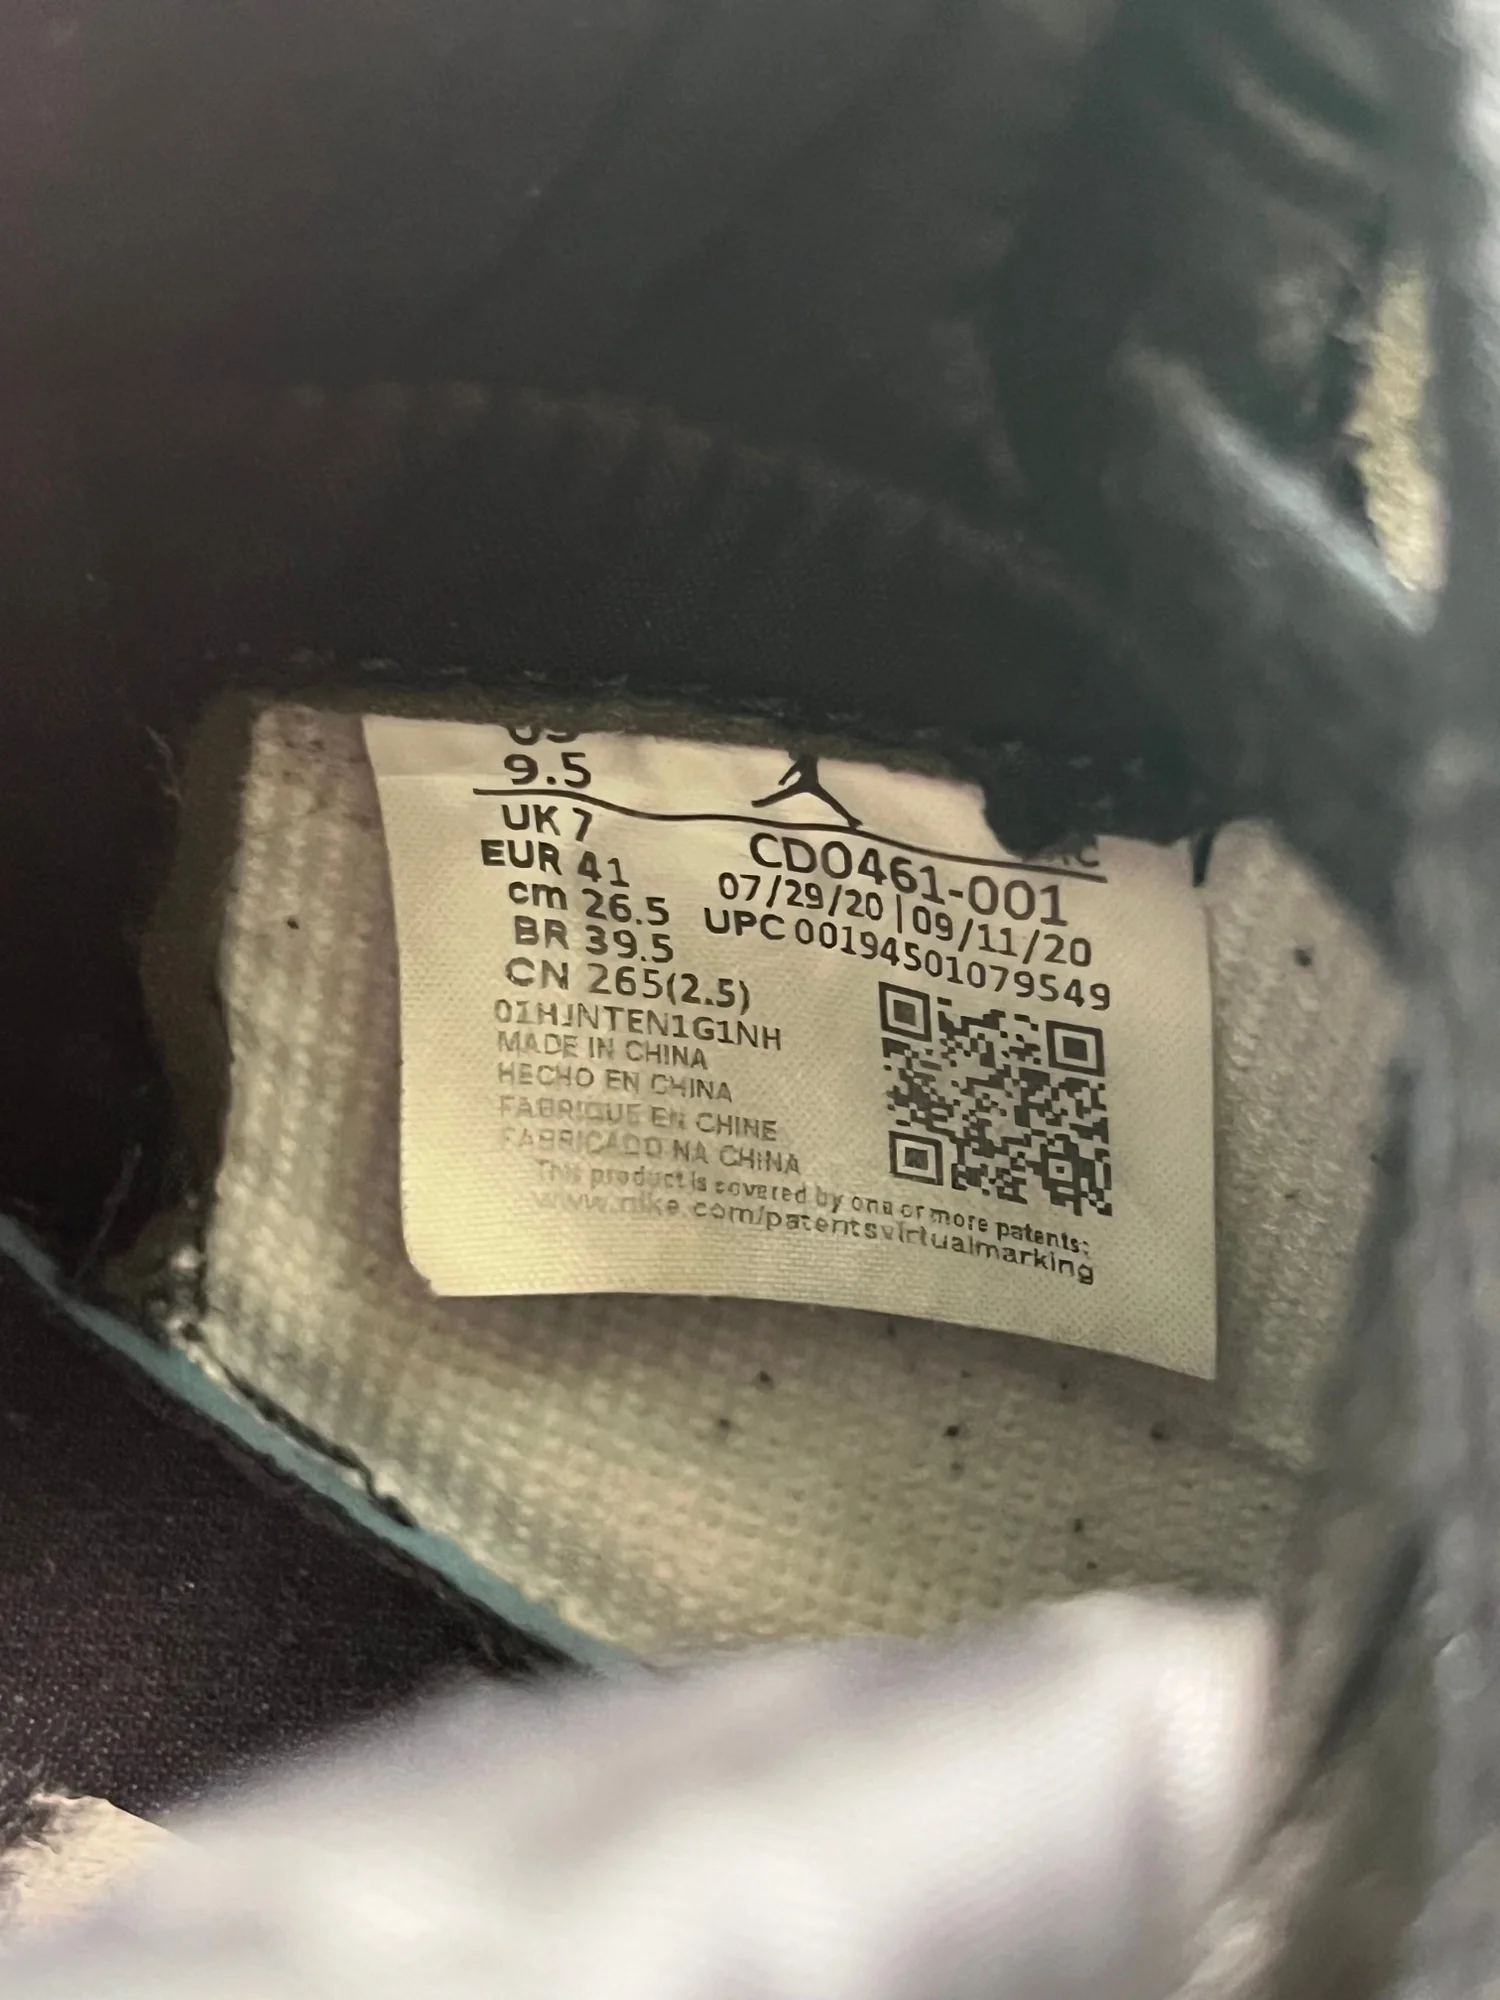 US
9.5
UK 7
EUR 41
cm 26.5
BR 39.5
CN 265(2.5)
CD0461-001
07/29/20 | 09/11/20
UPC 00194501079549
01HJNTEN1G1NH
MADE IN CHINA
HECHO EN CHINA
FABRIQUE EN CHINE
FABRICADO NA CHINA
This product is covered by one or more patents:
www.nike.com/patentsvirtualmarking